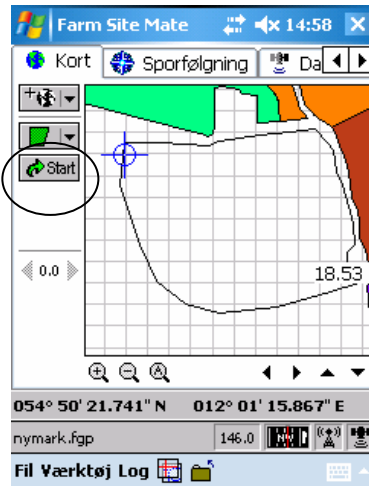 Farm Site Mate 14:58
Kort Sporfølgning Da
Start
0.0
18.53
054° 50' 21.741" N 012° 01' 15.867" E
nymark.fgp 146.0
Fil Værktøj Log